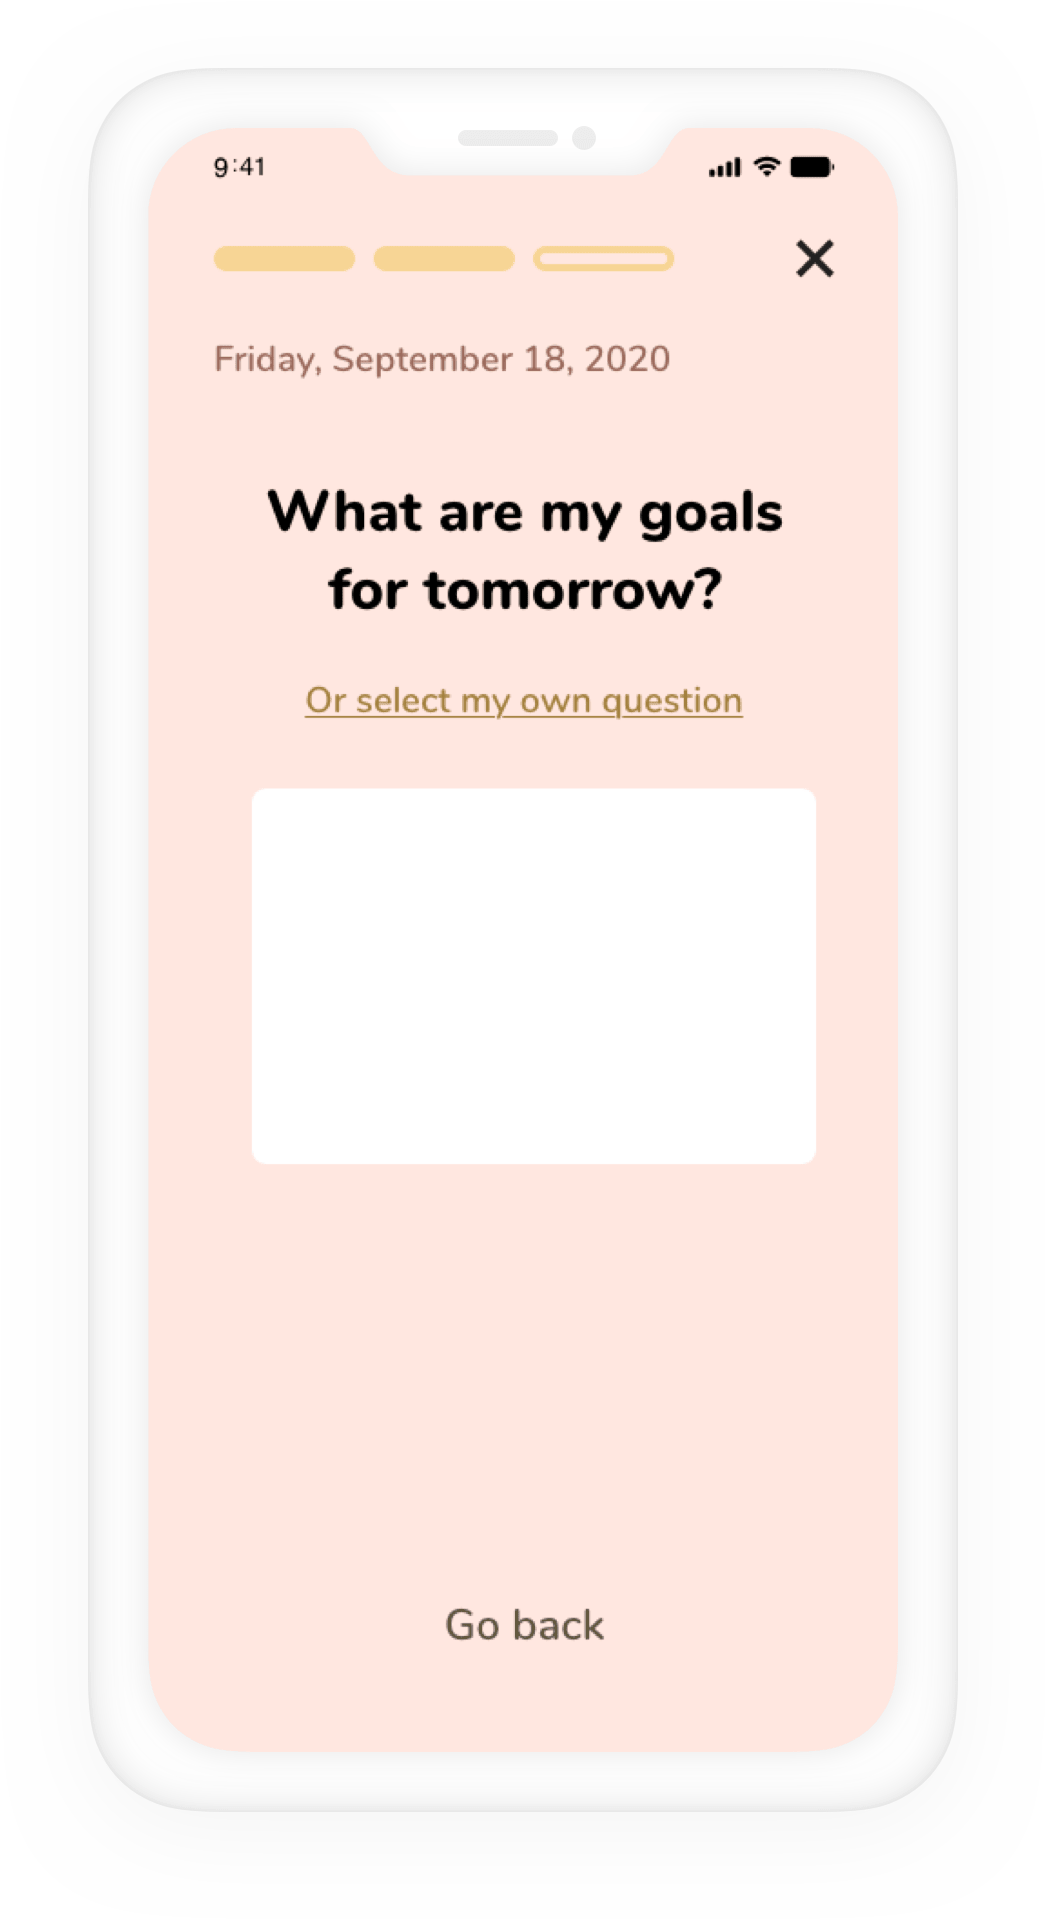 9:41
Friday, September 18, 2020
What are my goals
for tomorrow?
Or select my own question
Go back